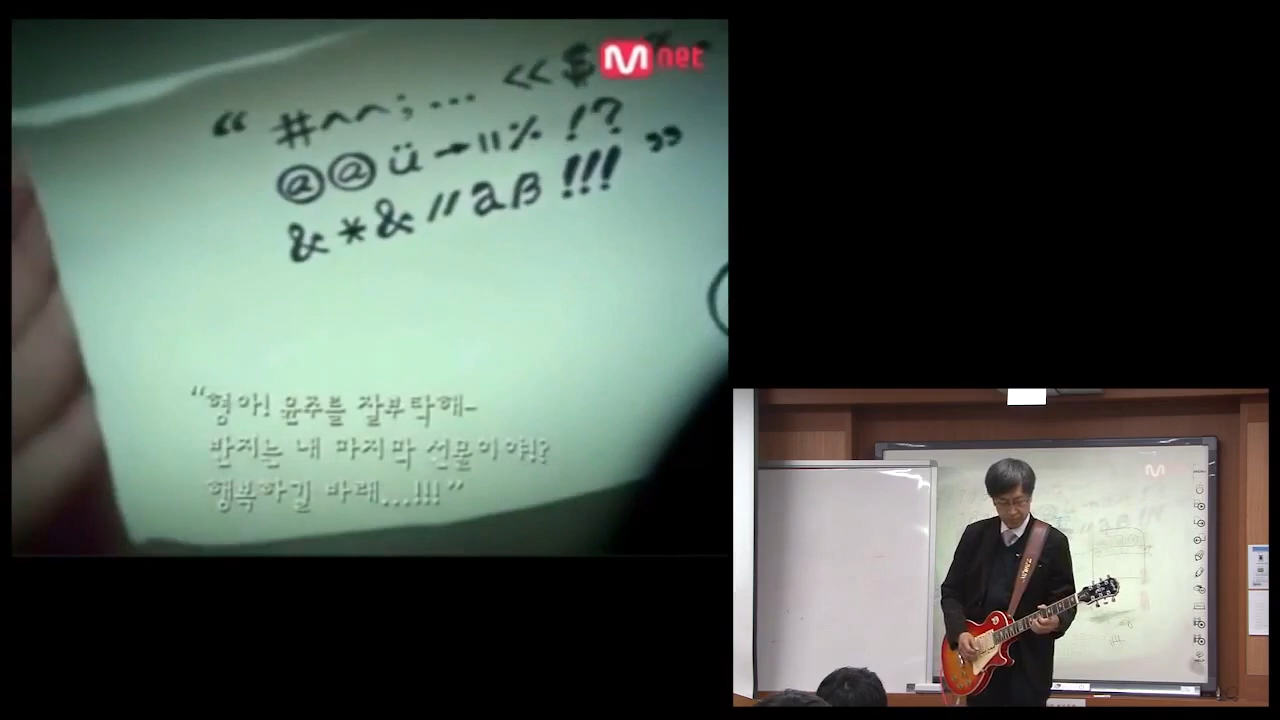 Mnet
“ #^^;... << $
@@ü→11% !?
&*&//aB!!! ”
“형아! 윤주를 잘부탁해-
반지는 내 마지막 선물이야!?
행복하길 바래...!!!”